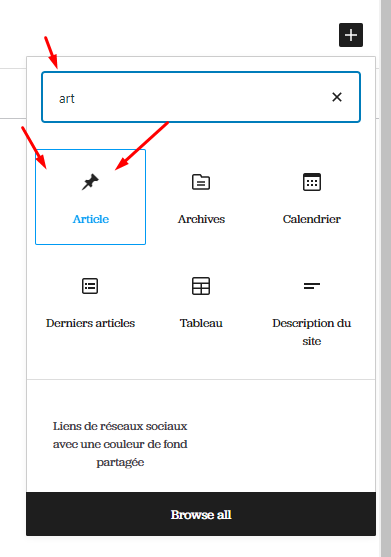 art
Article
Archives
Calendrier
Derniers articles
Tableau
Description du
site
Liens de réseaux sociaux
avec une couleur de fond
partagée
Browse all